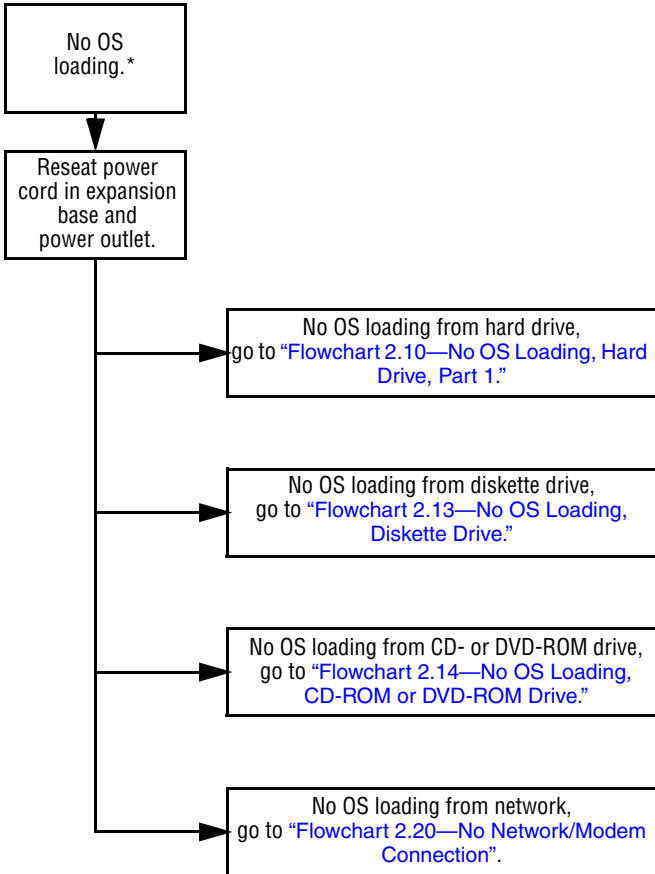 No OS
loading.*
Reseat power
cord in expansion
base and
power outlet.
No OS loading from hard drive,
go to “Flowchart 2.10—No OS Loading, Hard
Drive, Part 1.”
No OS loading from diskette drive,
go to “Flowchart 2.13—No OS Loading,
Diskette Drive.”
No OS loading from CD- or DVD-ROM drive,
go to “Flowchart 2.14—No OS Loading,
CD-ROM or DVD-ROM Drive.”
No OS loading from network,
go to “Flowchart 2.20—No Network/Modem
Connection”.